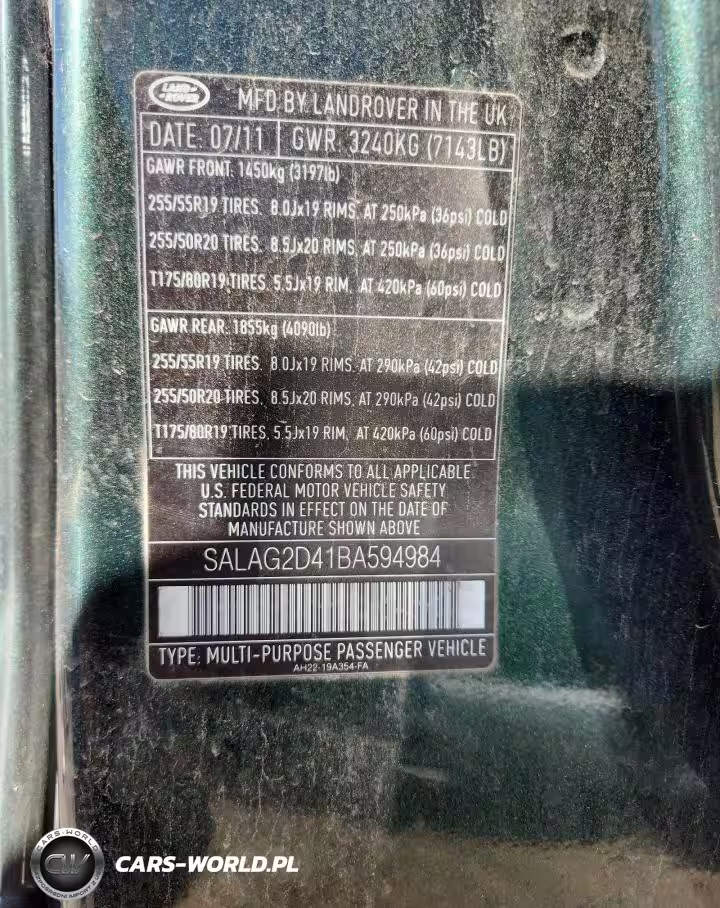 LAND
ROVER
MFD BY LANDROVER IN THE UK
DATE: 07/11 GWR: 3240KG (7143LB)
GAWR FRONT: 1450kg (3197lb)
255/55R19 TIRES. 8.0Jx19 RIMS. AT 250kPa (36psi) COLD
255/50R20 TIRES. 8.5Jx20 RIMS. AT 250kPa (36psi) COLD
T175/80R19 TIRES. 5.5Jx19 RIM. AT 420kPa (60psi) COLD
GAWR REAR: 1855kg (4090lb)
255/55R19 TIRES. 8.0Jx19 RIMS. AT 290kPa (42psi) COLD
255/50R20 TIRES. 8.5Jx20 RIMS. AT 290kPa (42psi) COLD
T175/80R19 TIRES. 5.5Jx19 RIM. AT 420kPa (60psi) COLD
THIS VEHICLE CONFORMS TO ALL APPLICABLE
U.S. FEDERAL MOTOR VEHICLE SAFETY
STANDARDS IN EFFECT ON THE DATE OF
MANUFACTURE SHOWN ABOVE
SALAG2D41BA594984
TYPE: MULTI-PURPOSE PASSENGER VEHICLE
AH22-19A354-FA
CARS-WORLD
CW
CARS-WORLD.PL